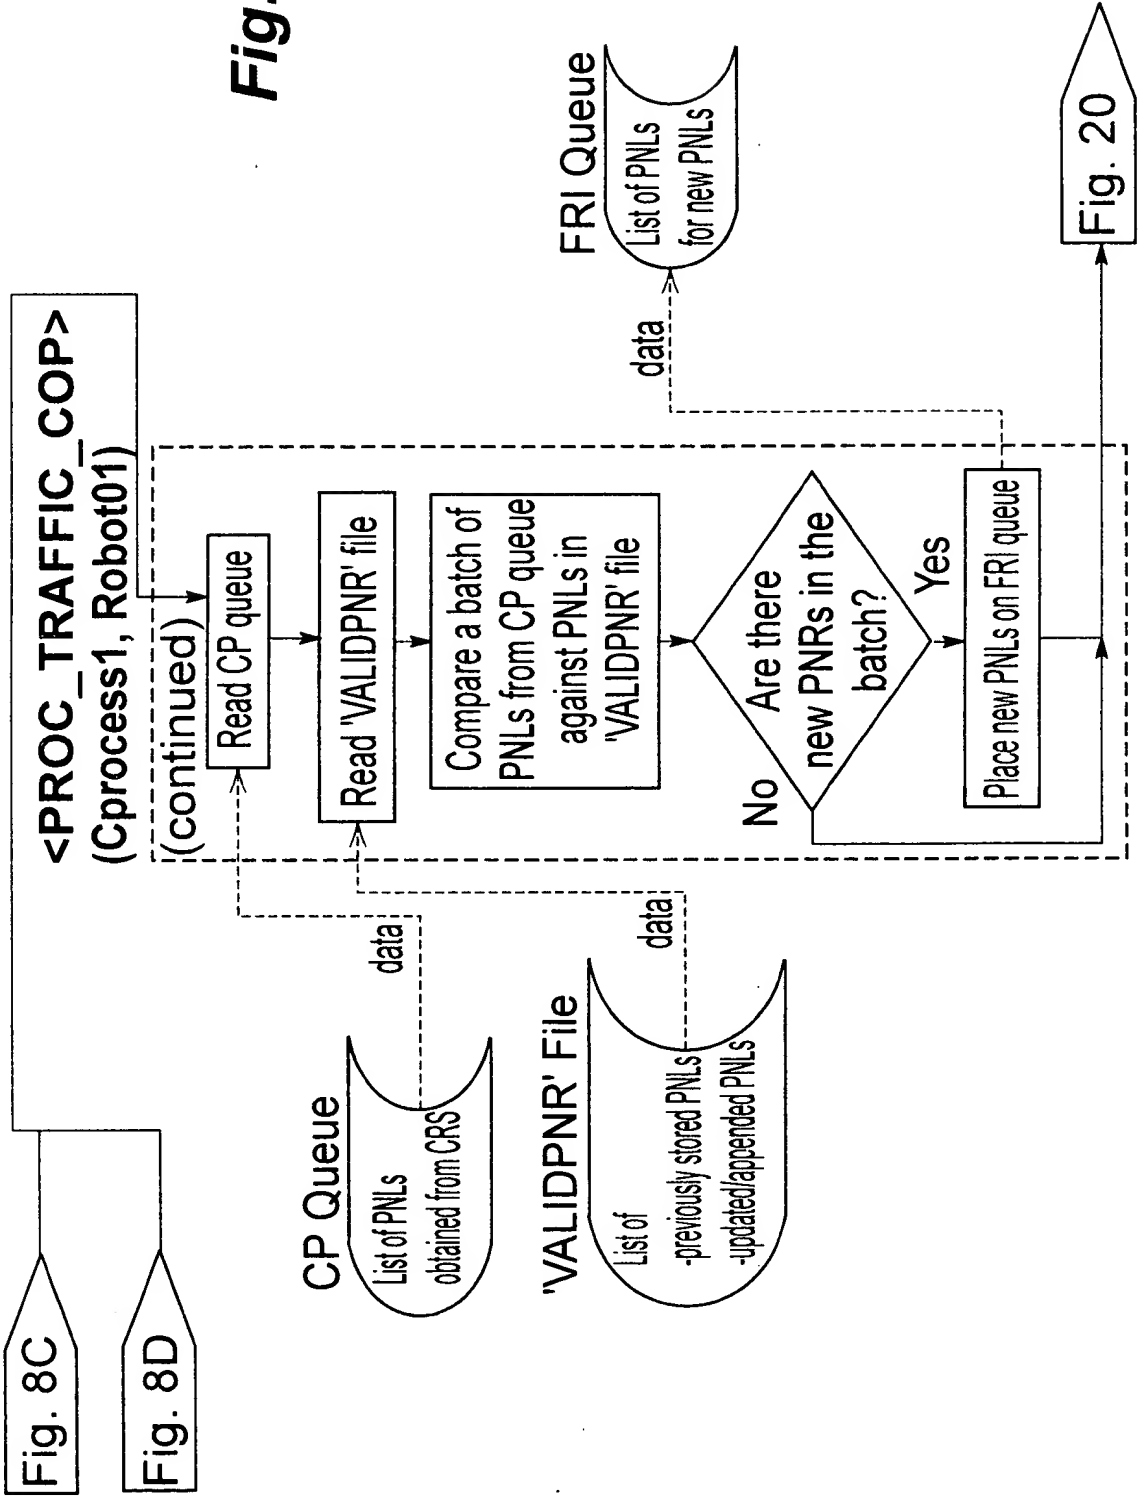 Fig.
Fig. 8C
Fig. 8D
<PROC_TRAFFIC_COP>
(Cprocess1, Robot01)
(continued)
Read CP queue
Read 'VALIDPNR' file
Compare a batch of
PNLs from CP queue
against PNLs in
'VALIDPNR' file
Are there
new PNRs in the
batch?
No
Yes
Place new PNLs on FRI queue
CP Queue
List of PNLs
obtained from CRS
data
'VALIDPNR' File
List of
-previously stored PNLs
-updated/appended PNLs
data
FRI Queue
List of PNLs
for new PNLs
data
Fig. 20